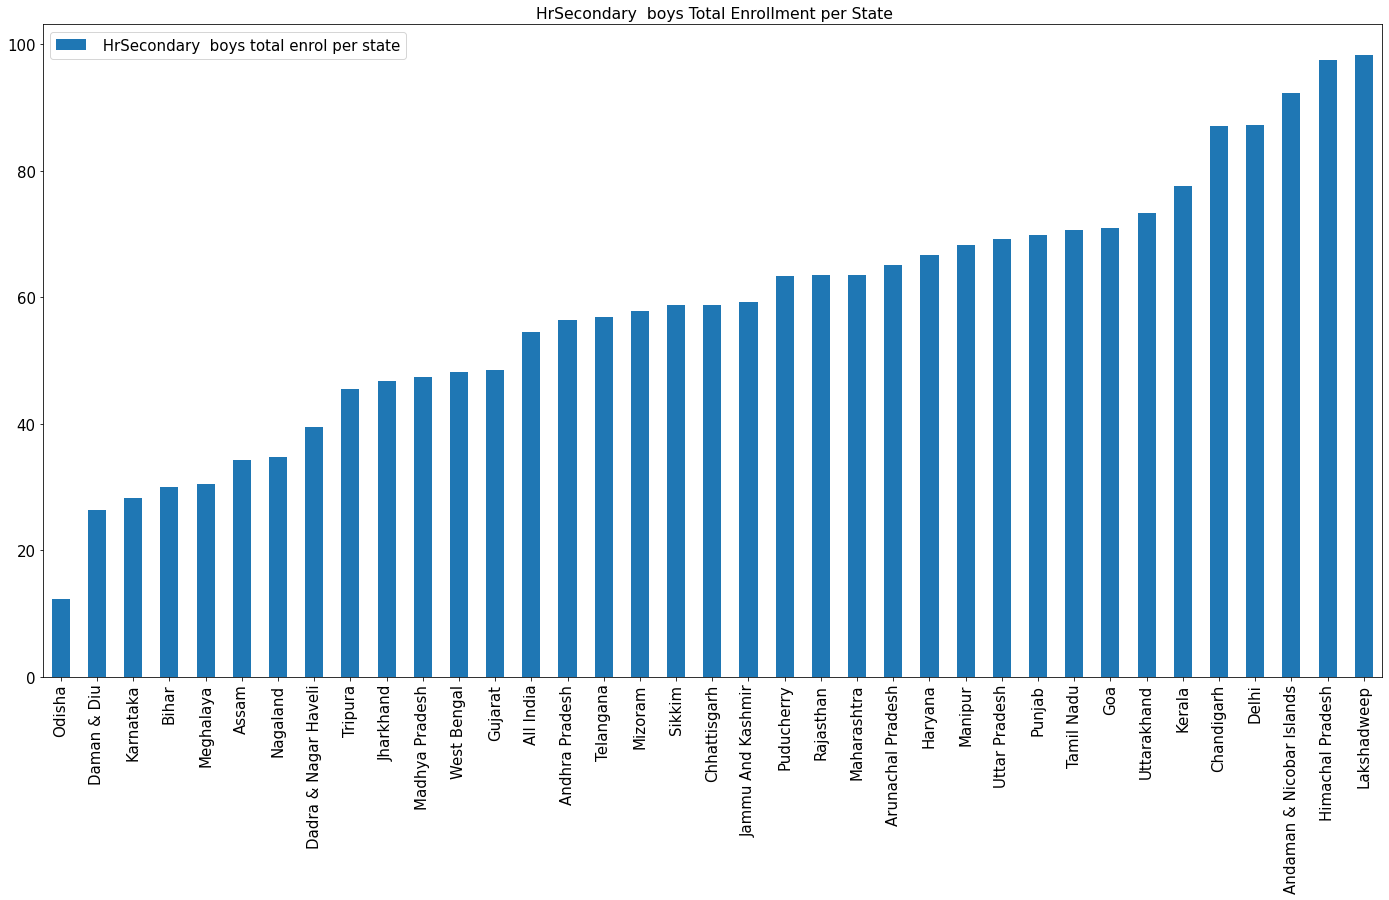 HrSecondary  boys Total Enrollment per State
HrSecondary  boys total enrol per state
100
80
60
40
20
0
Odisha
Daman & Diu
Karnataka
Bihar
Meghalaya
Assam
Nagaland
Dadra & Nagar Haveli
Tripura
Jharkhand
Madhya Pradesh
West Bengal
Gujarat
All India
Andhra Pradesh
Telangana
Mizoram
Sikkim
Chhattisgarh
Jammu And Kashmir
Puducherry
Rajasthan
Maharashtra
Arunachal Pradesh
Haryana
Manipur
Uttar Pradesh
Punjab
Tamil Nadu
Goa
Uttarakhand
Kerala
Chandigarh
Delhi
Andaman & Nicobar Islands
Himachal Pradesh
Lakshadweep